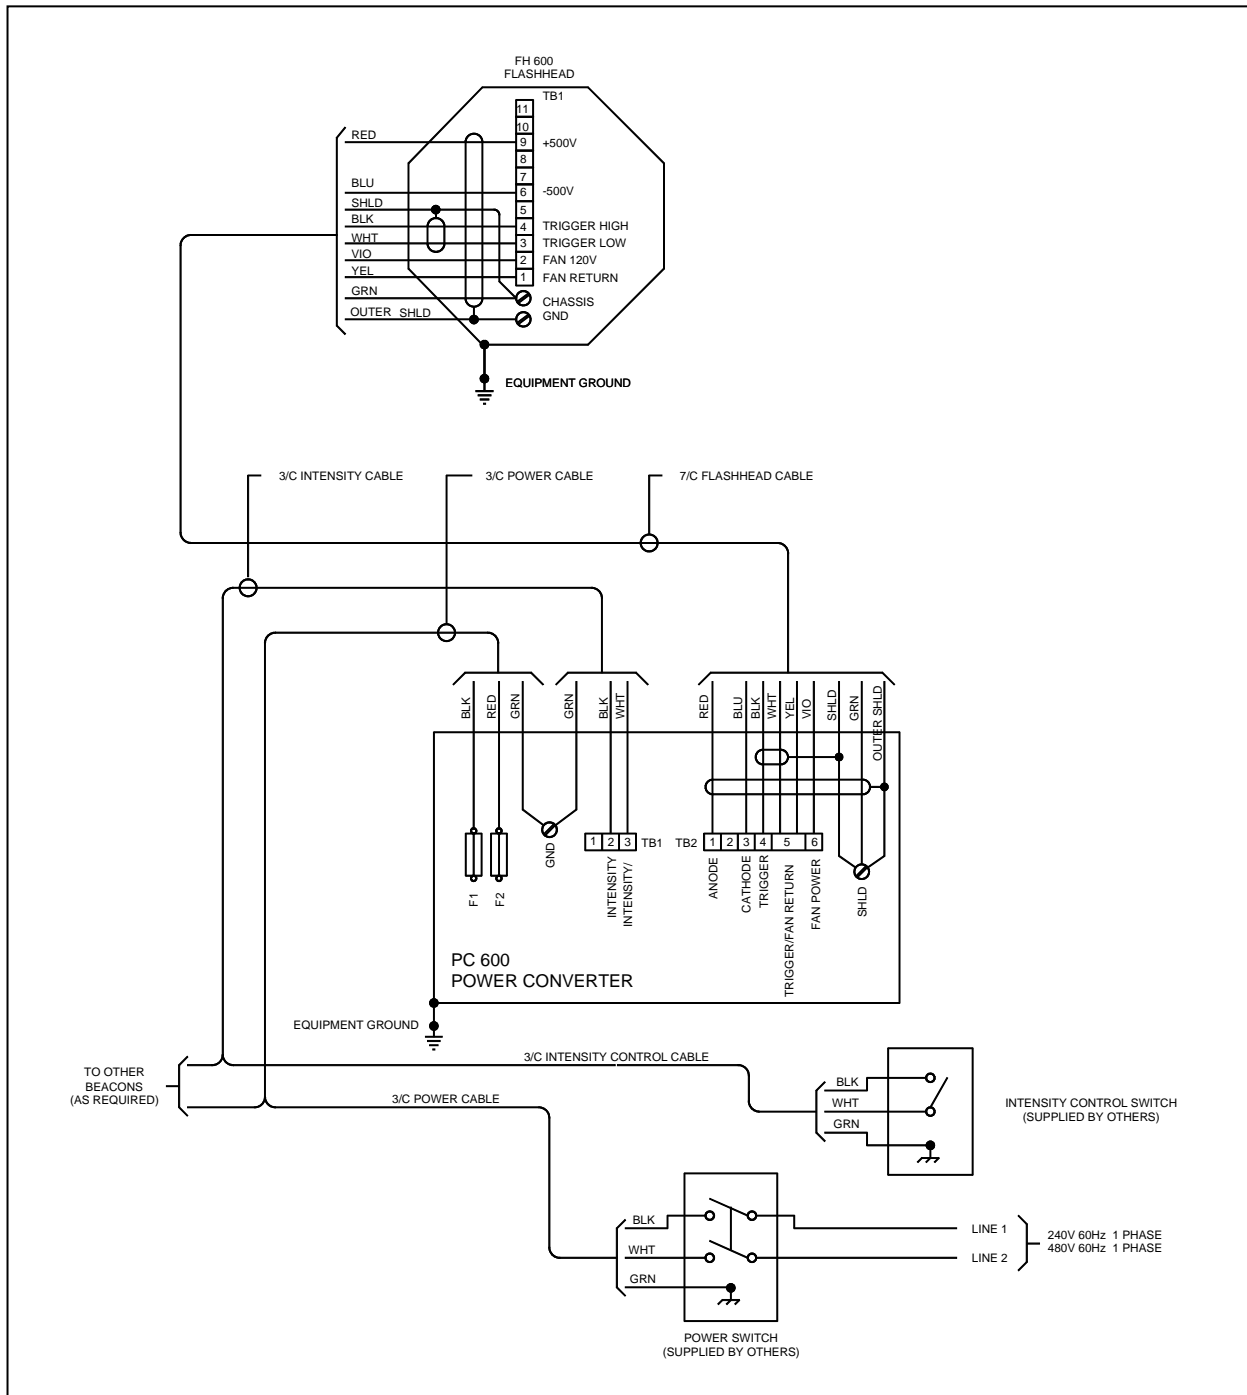 FH 600
FLASHHEAD
TB1
11
10
RED
9
+500V
8
7
BLU
6
-500V
SHLD
5
BLK
4
TRIGGER HIGH
WHT
3
TRIGGER LOW
VIO
2
FAN 120V
YEL
1
FAN RETURN
GRN
CHASSIS
GND
OUTER SHLD
EQUIPMENT GROUND
3/C INTENSITY CABLE
3/C POWER CABLE
7/C FLASHHEAD CABLE
BLK
RED
GRN
GRN
BLK
WHT
RED
BLU
BLK
WHT
YEL
VIO
SHLD
GRN
OUTER SHLD
F1
F2
GND
1 2 3
TB1
INTENSITY
INTENSITY/
TB2
1 2 3 4 5 6
ANODE
CATHODE
TRIGGER
TRIGGER/FAN RETURN
FAN POWER
SHLD
PC 600
POWER CONVERTER
EQUIPMENT GROUND
TO OTHER
BEACONS
(AS REQUIRED)
3/C INTENSITY CONTROL CABLE
3/C POWER CABLE
BLK
WHT
GRN
INTENSITY CONTROL SWITCH
(SUPPLIED BY OTHERS)
BLK
WHT
GRN
LINE 1
LINE 2
240V 60Hz 1 PHASE
480V 60Hz 1 PHASE
POWER SWITCH
(SUPPLIED BY OTHERS)